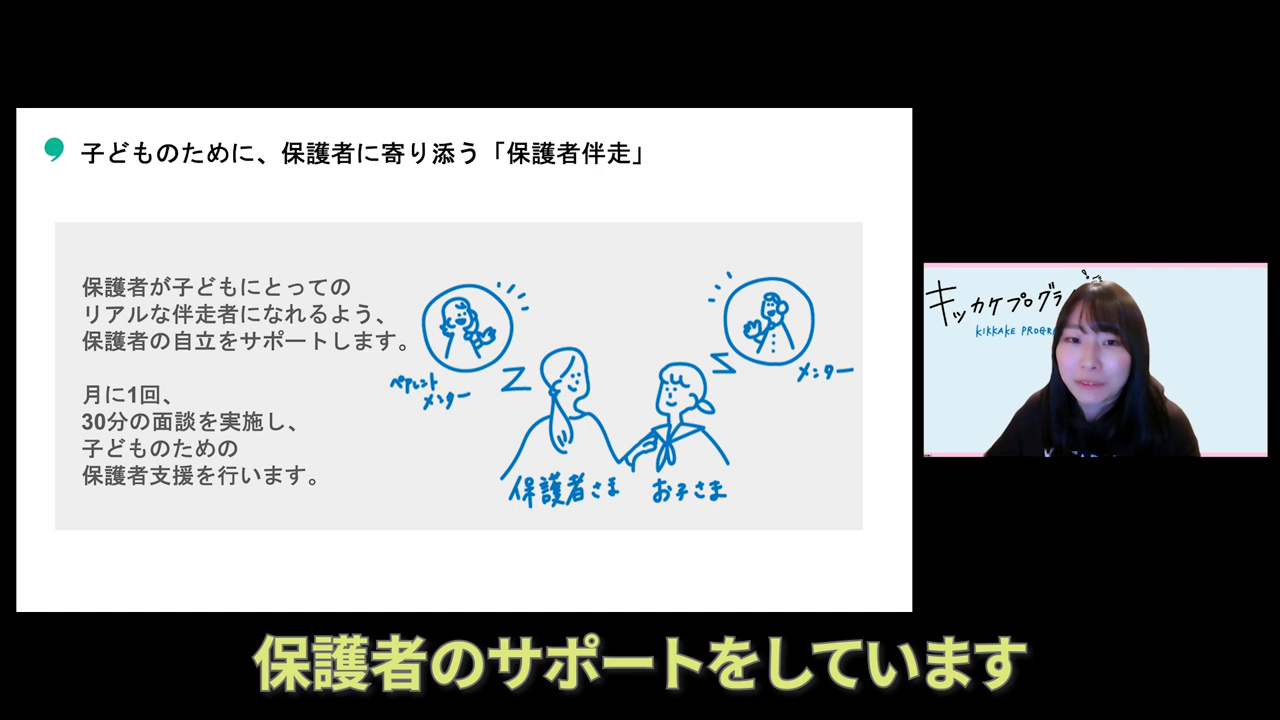 子どものために、保護者に寄り添う「保護者伴走」
保護者が子どもにとっての
リアルな伴走者になれるよう、
保護者の自立をサポートします。
月に1回、
30分の面談を実施し、
子どものための
保護者支援を行います。
ペアレント
メンター
メンター
保護者さま
お子さま
キッカケプログラ
KIKKAKE PROGR
保護者のサポートをしています